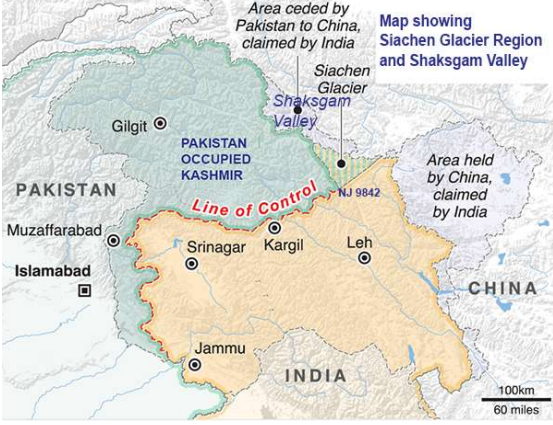 Area ceded by
Pakistan to China,
claimed by India
Map showing
Siachen Glacier Region
and Shaksgam Valley
Siachen
Glacier
Shaksgam
Valley
Gilgit
PAKISTAN
OCCUPIED
KASHMIR
Area held
by China,
claimed
by India
PAKISTAN
Line of Control
NJ 9842
Muzaffarabad
Srinagar
Kargil
Leh
Islamabad
CHINA
Jammu
INDIA
100km
60 miles